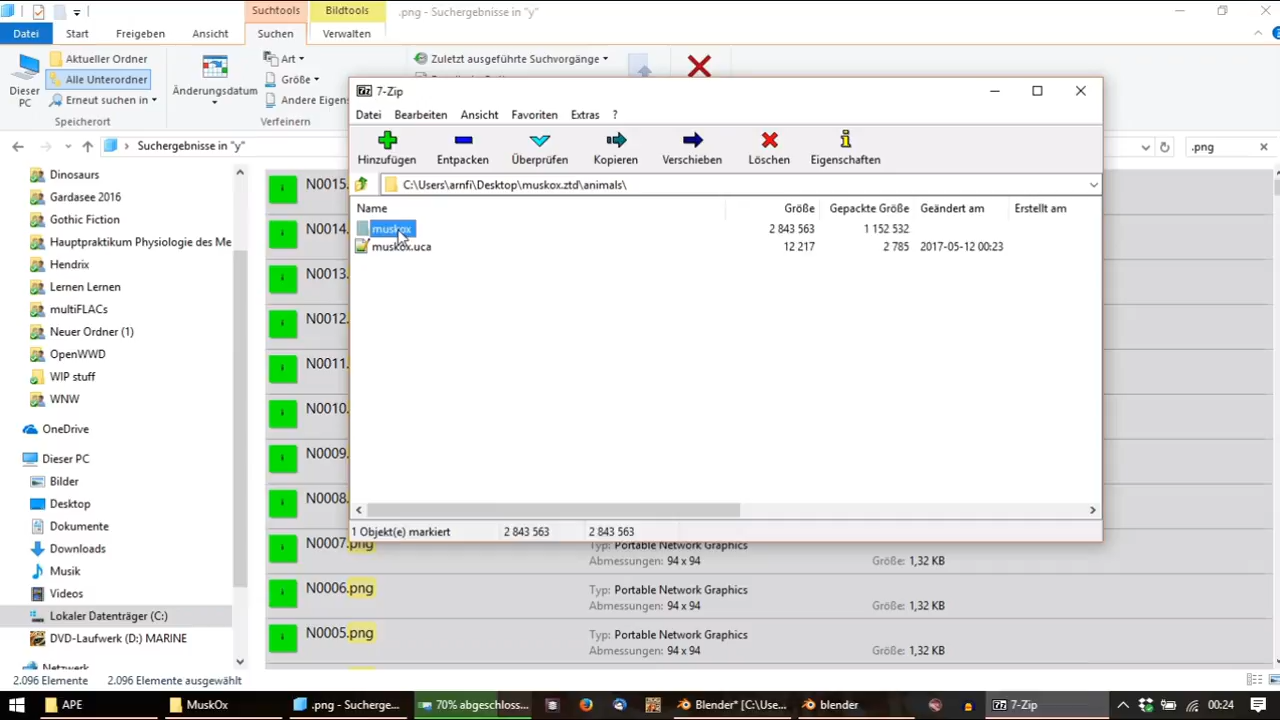 Suchtools
Bildtools
.png - Suchergebnisse in "y"
Datei
Start
Freigeben
Ansicht
Suchen
Verwalten
Dieser
PC
Aktueller Ordner
Alle Unterordner
Erneut suchen in
Speicherort
Änderungsdatum
Art
Größe
Andere Eigens
Verfeinern
Zuletzt ausgeführte Suchvorgänge
Suchergebnisse in "y"
.png
7-Zip
Datei
Bearbeiten
Ansicht
Favoriten
Extras
?
Hinzufügen
Entpacken
Überprüfen
Kopieren
Verschieben
Löschen
Eigenschaften
C:\Users\arnfi\Desktop\muskox.ztd\animals\
Name
Größe
Gepackte Größe
Geändert am
Erstellt am
muskox
2 843 563
1 152 532
muskox.uca
12 217
2 785
2017-05-12 00:23
1 Objekt(e) markiert
2 843 563
2 843 563
Dinosaurs
Gardasee 2016
Gothic Fiction
Hauptpraktikum Physiologie des Me
Hendrix
Lernen Lernen
multiFLACs
Neuer Ordner (1)
OpenWWD
WIP stuff
WNW
OneDrive
Dieser PC
Bilder
Desktop
Dokumente
Downloads
Musik
Videos
Lokaler Datenträger (C:)
DVD-Laufwerk (D:) MARINE
Netzwerk
N0015.
N0014.
N0013.
N0012.
N0011.
N0010.
N0009.
N0008.
N0007.png
Typ: Portable Network Graphics
Abmessungen: 94 x 94
Größe: 1,32 KB
N0006.png
Typ: Portable Network Graphics
Abmessungen: 94 x 94
Größe: 1,32 KB
N0005.png
Typ: Portable Network Graphics
Abmessungen: 94 x 94
Größe: 1,32 KB
2.096 Elemente
2.096 Elemente ausgewählt
APE
MuskOx
.png - Sucherge...
70% abgeschloss...
Blender* [C:\Use...
blender
7-Zip
00:24